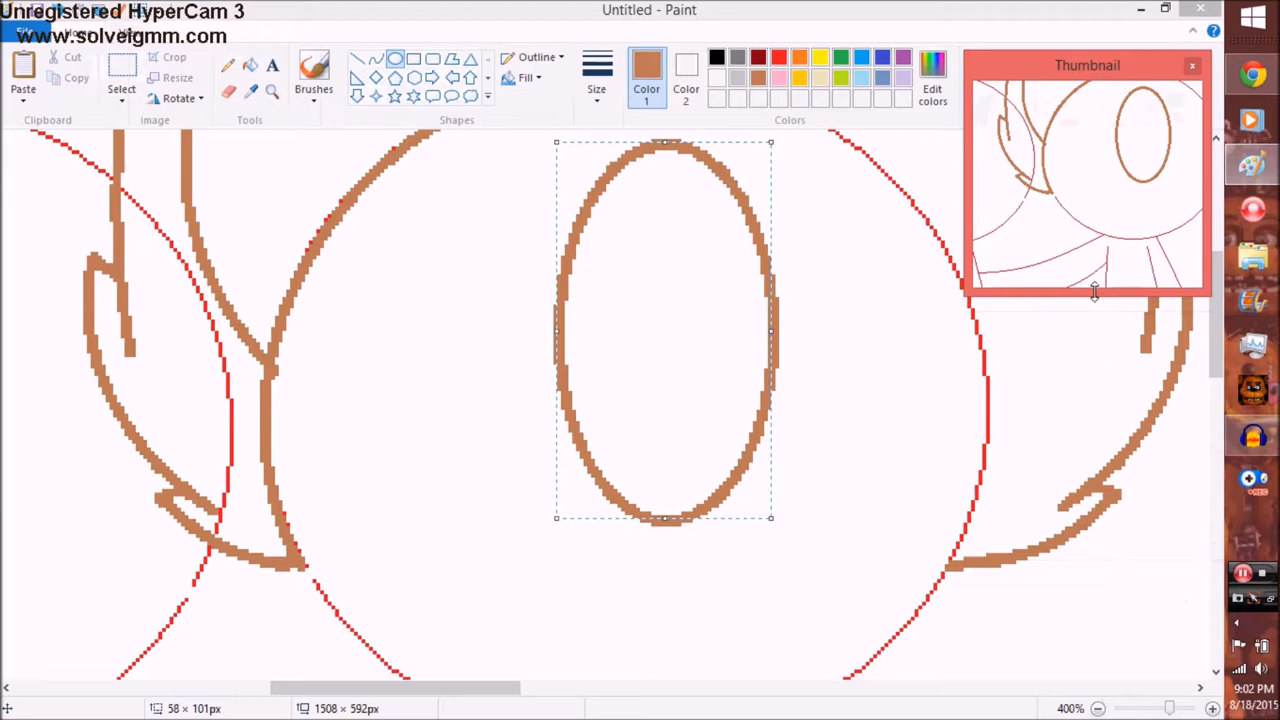 Unregistered HyperCam 3
www.solveigmm.com
Untitled - Paint
File
Paste
Cut
Copy
Clipboard
Select
Crop
Resize
Rotate
Image
A
Tools
Brushes
Shapes
Outline
Fill
Size
Color
1
Color
2
Edit
colors
Colors
Thumbnail
58 × 101px
1508 × 592px
400%
REC
9:02 PM
8/18/2015